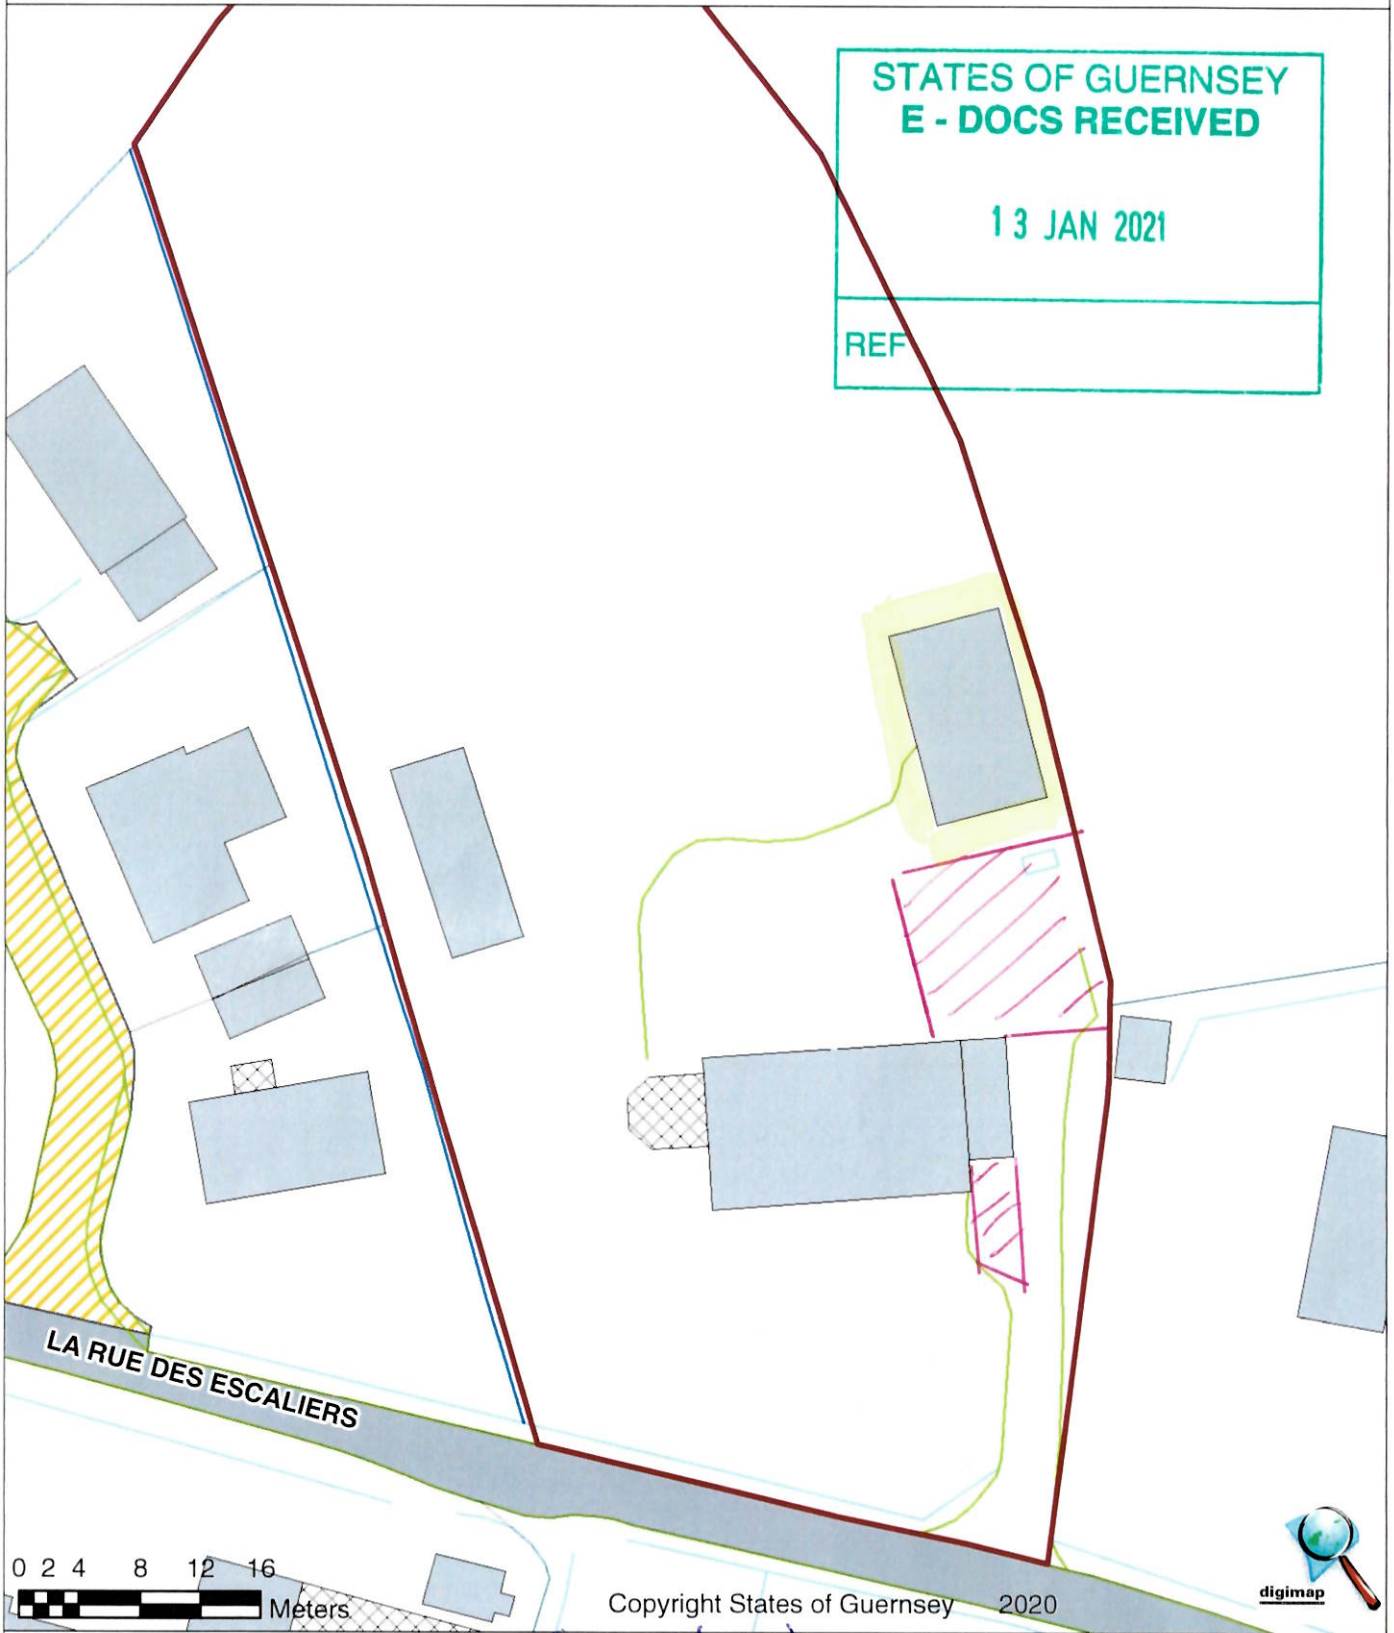 STATES OF GUERNSEY
E - DOCS RECEIVED
13 JAN 2021
REF
LA RUE DES ESCALIERS
0 2 4 8 12 16
Meters
Copyright States of Guernsey 2020
digimap